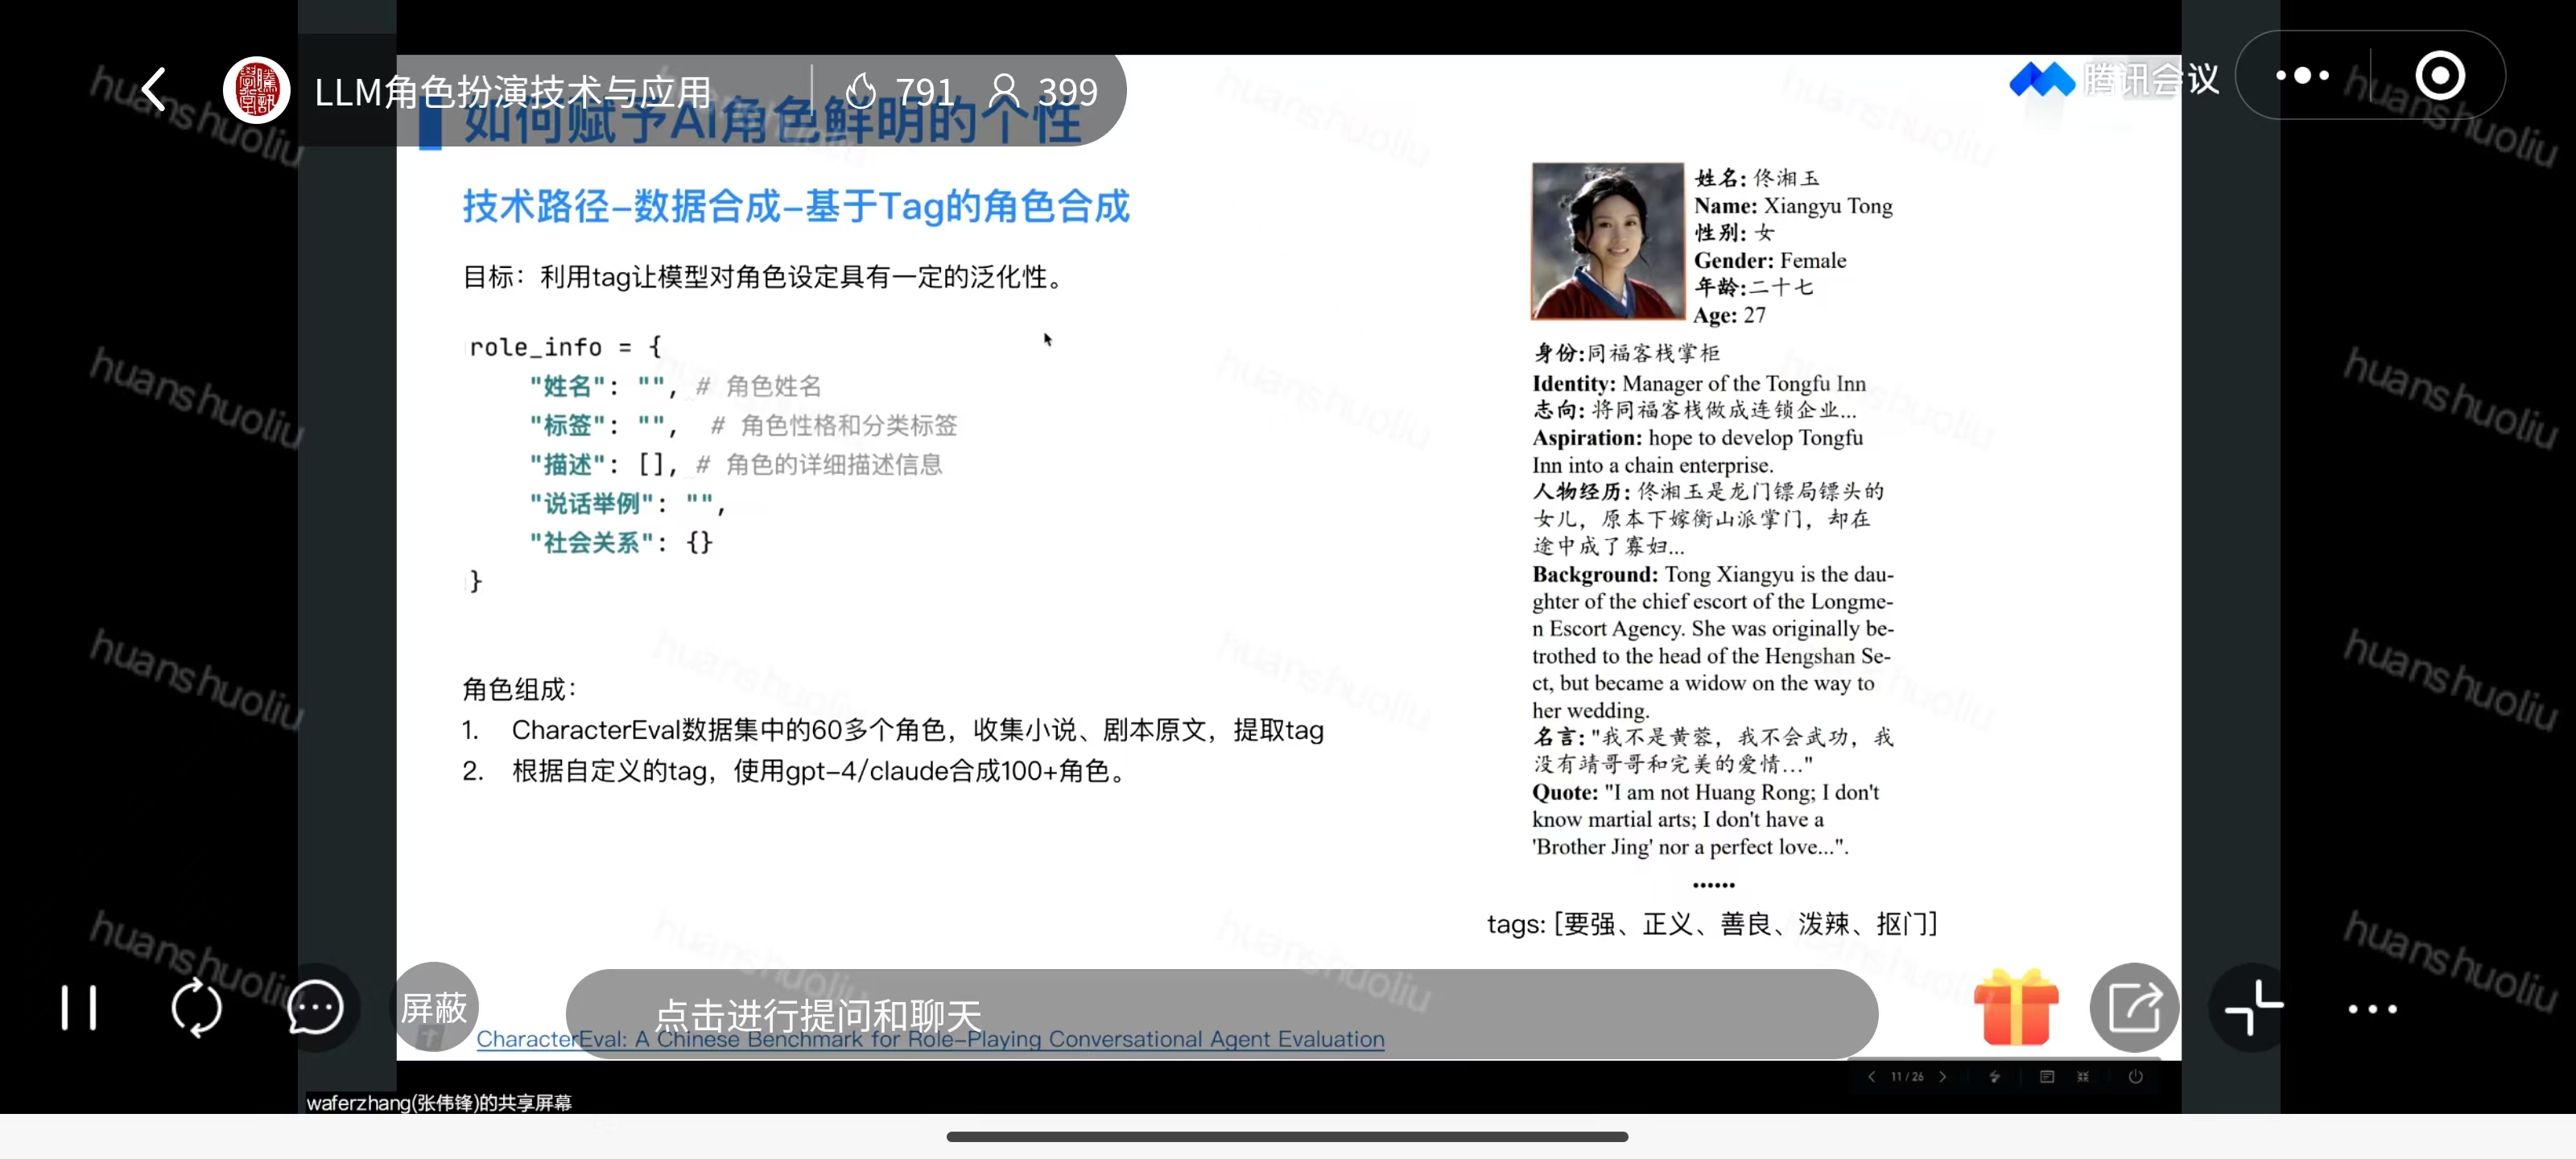 LLM角色扮演技术与应用
791
399
腾讯会议
如何赋予AI角色鲜明的个性
技术路径-数据合成-基于Tag的角色合成
目标：利用tag让模型对角色设定具有一定的泛化性。
role_info = {
"姓名": "", # 角色姓名
"标签": "", # 角色性格和分类标签
"描述": [], # 角色的详细描述信息
"说话举例": "",
"社会关系": {}
}
角色组成：
1. CharacterEval数据集中的60多个角色，收集小说、剧本原文，提取tag
2. 根据自定义的tag，使用gpt-4/claude合成100+角色。
姓名: 佟湘玉
Name: Xiangyu Tong
性别: 女
Gender: Female
年龄:二十七
Age: 27
身份:同福客栈掌柜
Identity: Manager of the Tongfu Inn
志向: 将同福客栈做成连锁企业...
Aspiration: hope to develop Tongfu
Inn into a chain enterprise.
人物经历: 佟湘玉是龙门镖局镖头的
女儿，原本下嫁衡山派掌门，却在
途中成了寡妇...
Background: Tong Xiangyu is the dau-
ghter of the chief escort of the Longme-
n Escort Agency. She was originally be-
trothed to the head of the Hengshan Se-
ct, but became a widow on the way to
her wedding.
名言: "我不是黄蓉，我不会武功，我
没有靖哥哥和完美的爱情..."
Quote: "I am not Huang Rong; I don't
know martial arts; I don't have a
'Brother Jing' nor a perfect love...".
......
tags: [要强、正义、善良、泼辣、抠门]
屏蔽
点击进行提问和聊天
CharacterEval: A Chinese Benchmark for Role-Playing Conversational Agent Evaluation
11 / 26
waferzhang(张伟锋)的共享屏幕
huanshuoliu